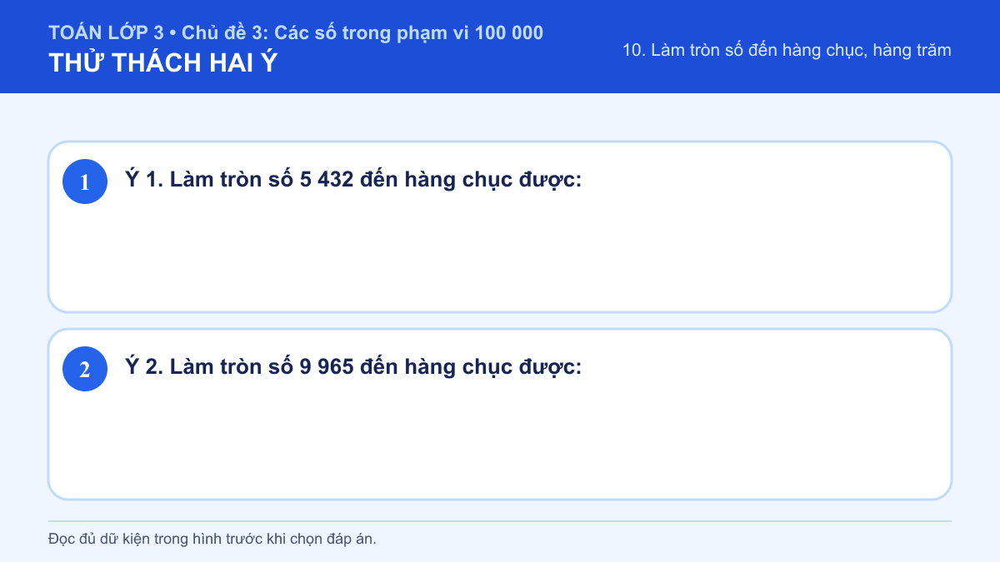 TOÁN LỚP 3 • Chủ đề 3: Các số trong phạm vi 100 000
THỬ THÁCH HAI Ý
10. Làm tròn số đến hàng chục, hàng trăm
1
Ý 1. Làm tròn số 5 432 đến hàng chục được:
2
Ý 2. Làm tròn số 9 965 đến hàng chục được:
Đọc đủ dữ kiện trong hình trước khi chọn đáp án.